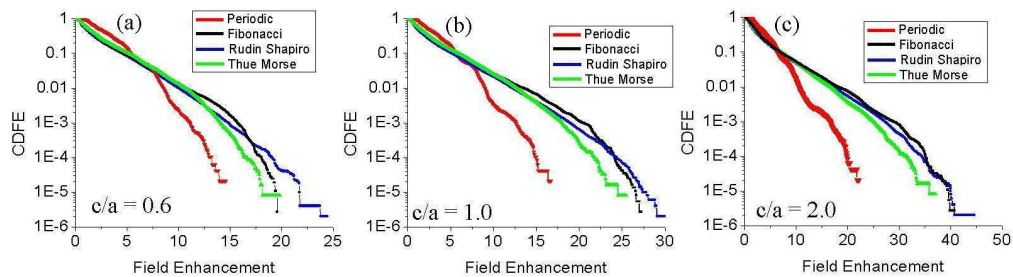 (a)
Periodic
Fibonacci
Rudin Shapiro
Thue Morse
CDFE
1
0.1
0.01
1E-3
1E-4
1E-5
1E-6
c/a = 0.6
0 5 10 15 20 25
Field Enhancement
(b)
Periodic
Fibonacci
Rudin Shapiro
Thue Morse
CDFE
1
0.1
0.01
1E-3
1E-4
1E-5
1E-6
c/a = 1.0
0 5 10 15 20 25 30
Field Enhancement
(c)
Periodic
Fibonacci
Rudin Shapiro
Thue Morse
CDFE
1
0.1
0.01
1E-3
1E-4
1E-5
1E-6
c/a = 2.0
0 10 20 30 40 50
Field Enhancement